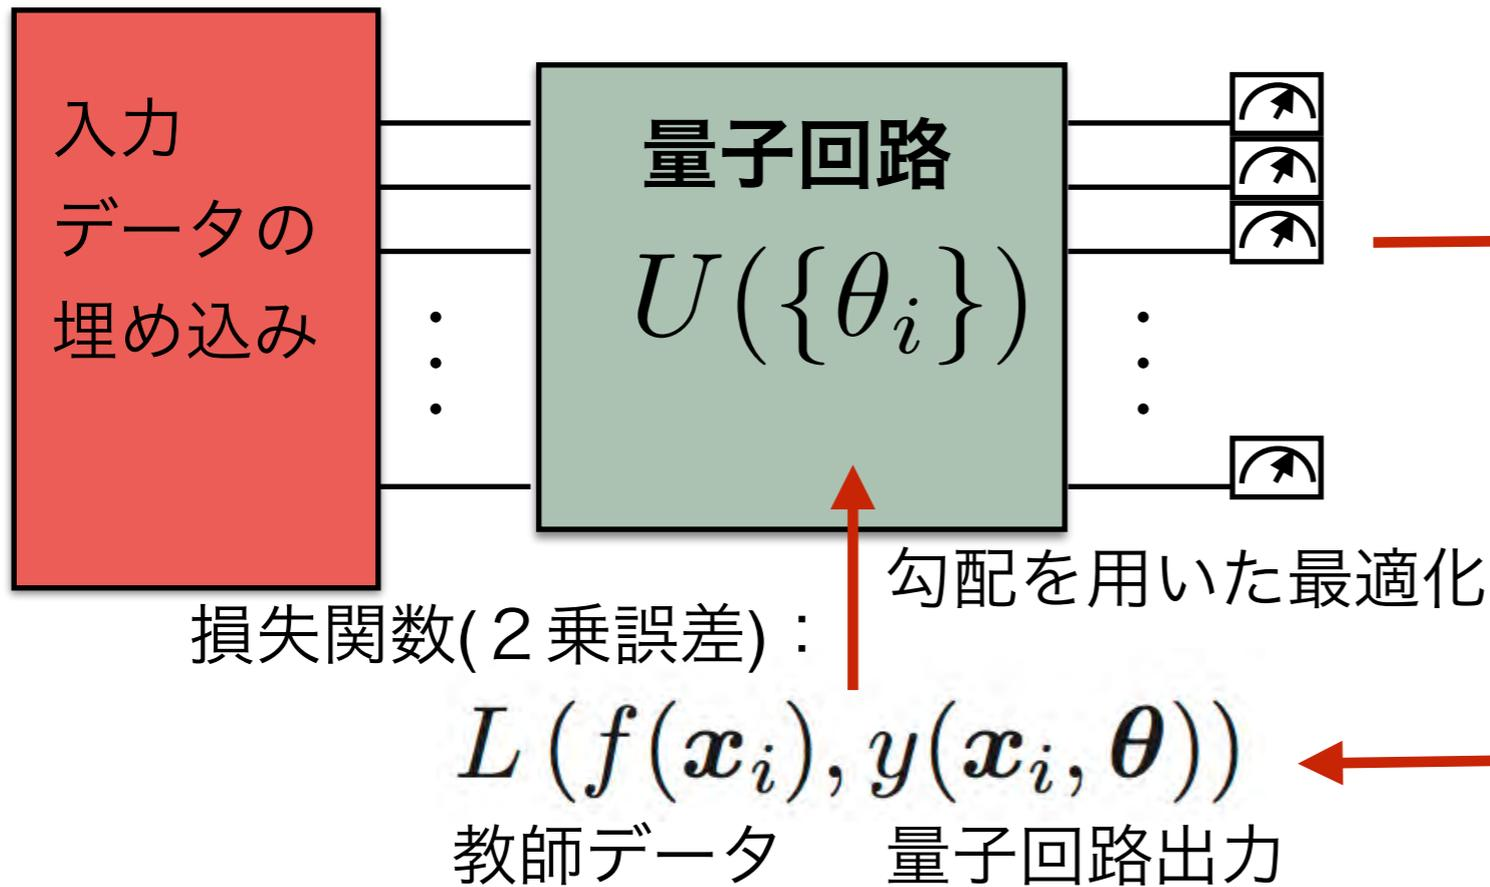 入力
データの
埋め込み
量子回路
U({θ_i})
勾配を用いた最適化
損失関数(２乗誤差)：
L(f(x_i), y(x_i, θ))
教師データ 量子回路出力